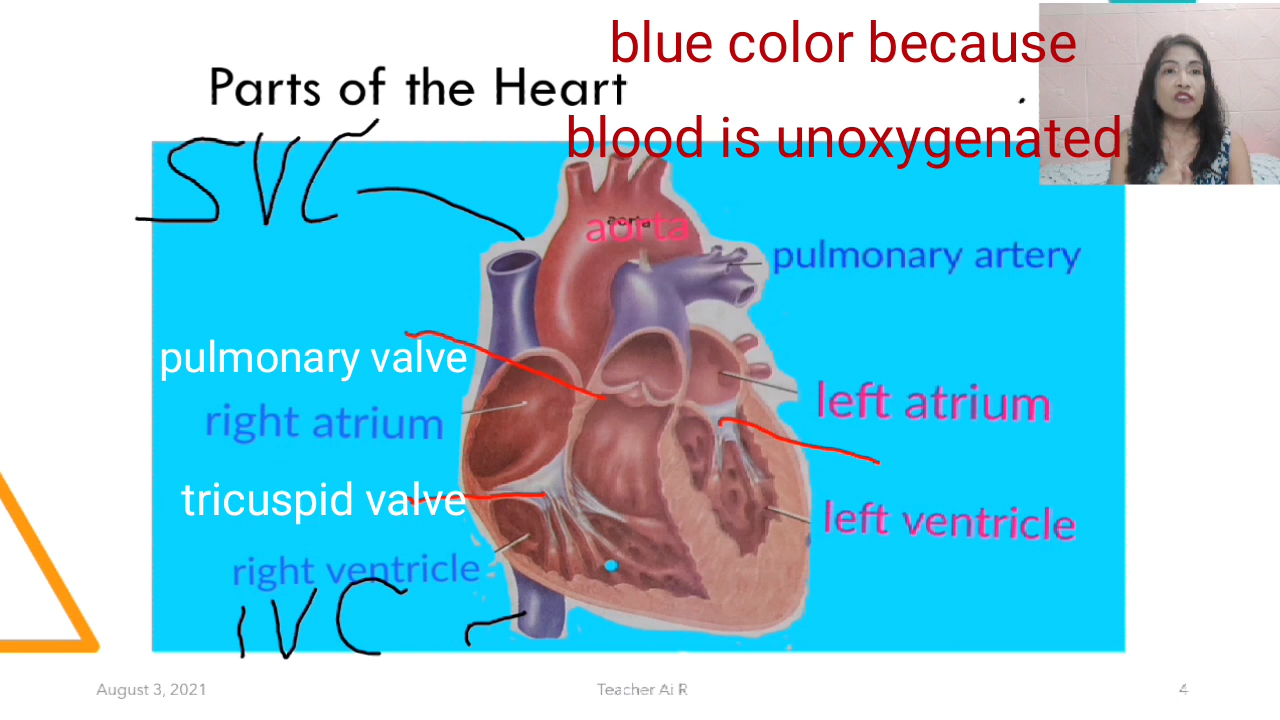 blue color because
Parts of the Heart
blood is unoxygenated
SVC
aorta
aorta
pulmonary artery
pulmonary valve
right atrium
left atrium
tricuspid valve
left ventricle
right ventricle
IVC
August 3, 2021
Teacher Ai R
4